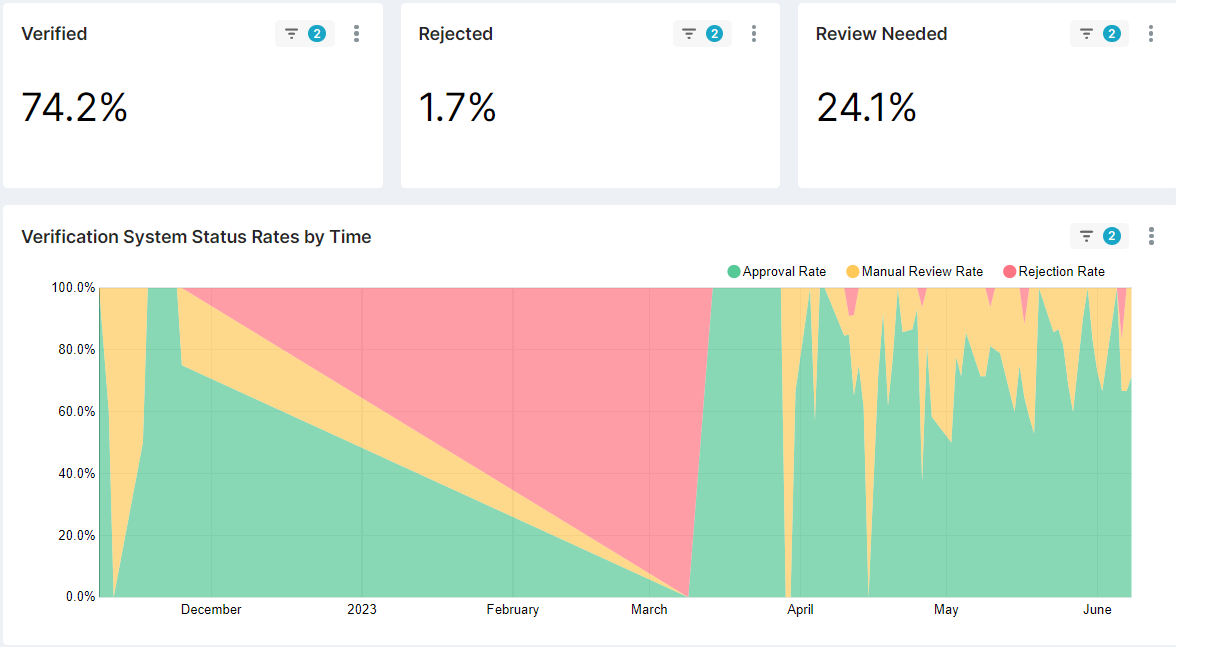 Verified 2
Rejected 2
Review Needed 2
74.2%
1.7%
24.1%
Verification System Status Rates by Time 2
Approval Rate Manual Review Rate Rejection Rate
100.0%
80.0%
60.0%
40.0%
20.0%
0.0%
December 2023 February March April May June